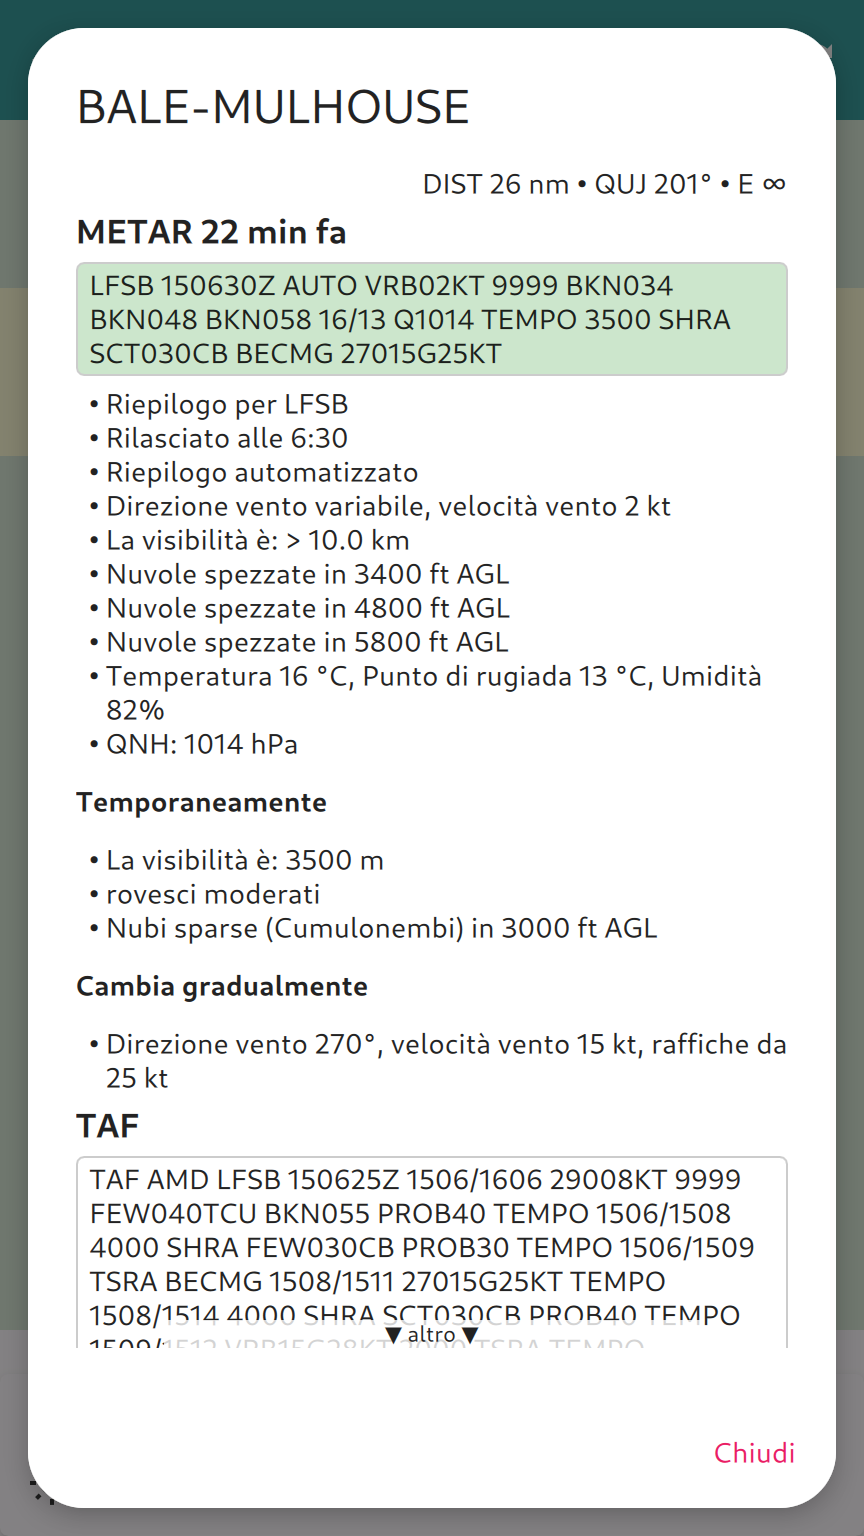 BALE-MULHOUSE
DIST 26 nm • QUJ 201° • E ∞
METAR 22 min fa
LFSB 150630Z AUTO VRB02KT 9999 BKN034
BKN048 BKN058 16/13 Q1014 TEMPO 3500 SHRA
SCT030CB BECMG 27015G25KT
• Riepilogo per LFSB
• Rilasciato alle 6:30
• Riepilogo automatizzato
• Direzione vento variabile, velocità vento 2 kt
• La visibilità è: > 10.0 km
• Nuvole spezzate in 3400 ft AGL
• Nuvole spezzate in 4800 ft AGL
• Nuvole spezzate in 5800 ft AGL
• Temperatura 16 °C, Punto di rugiada 13 °C, Umidità
82%
• QNH: 1014 hPa
Temporaneamente
• La visibilità è: 3500 m
• rovesci moderati
• Nubi sparse (Cumulonembi) in 3000 ft AGL
Cambia gradualmente
• Direzione vento 270°, velocità vento 15 kt, raffiche da
25 kt
TAF
TAF AMD LFSB 150625Z 1506/1606 29008KT 9999
FEW040TCU BKN055 PROB40 TEMPO 1506/1508
4000 SHRA FEW030CB PROB30 TEMPO 1506/1509
TSRA BECMG 1508/1511 27015G25KT TEMPO
1508/1514 4000 SHRA SCT030CB PROB40 TEMPO
▼ altro ▼
Chiudi